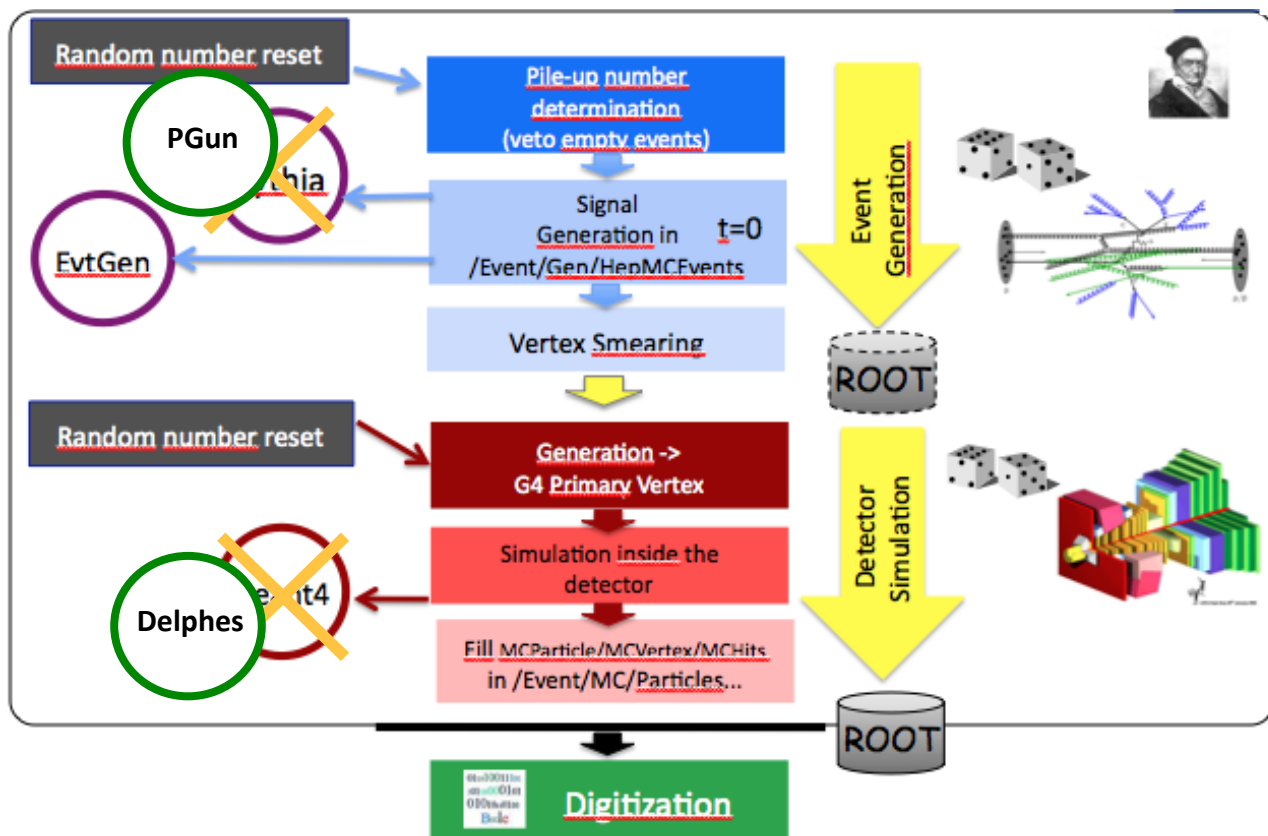 Random number reset
Pile-up number
determination
(veto empty events)
PGun
EvtGen
Signal
Generation in
/Event/Gen/HepMCEvents
t=0
Vertex Smearing
Event
Generation
ROOT
Random number reset
Generation ->
G4 Primary Vertex
Simulation inside the
detector
Delphes
Fill MCParticle/MCVertex/MCHits
in /Event/MC/Particles...
Detector
Simulation
ROOT
Digitization